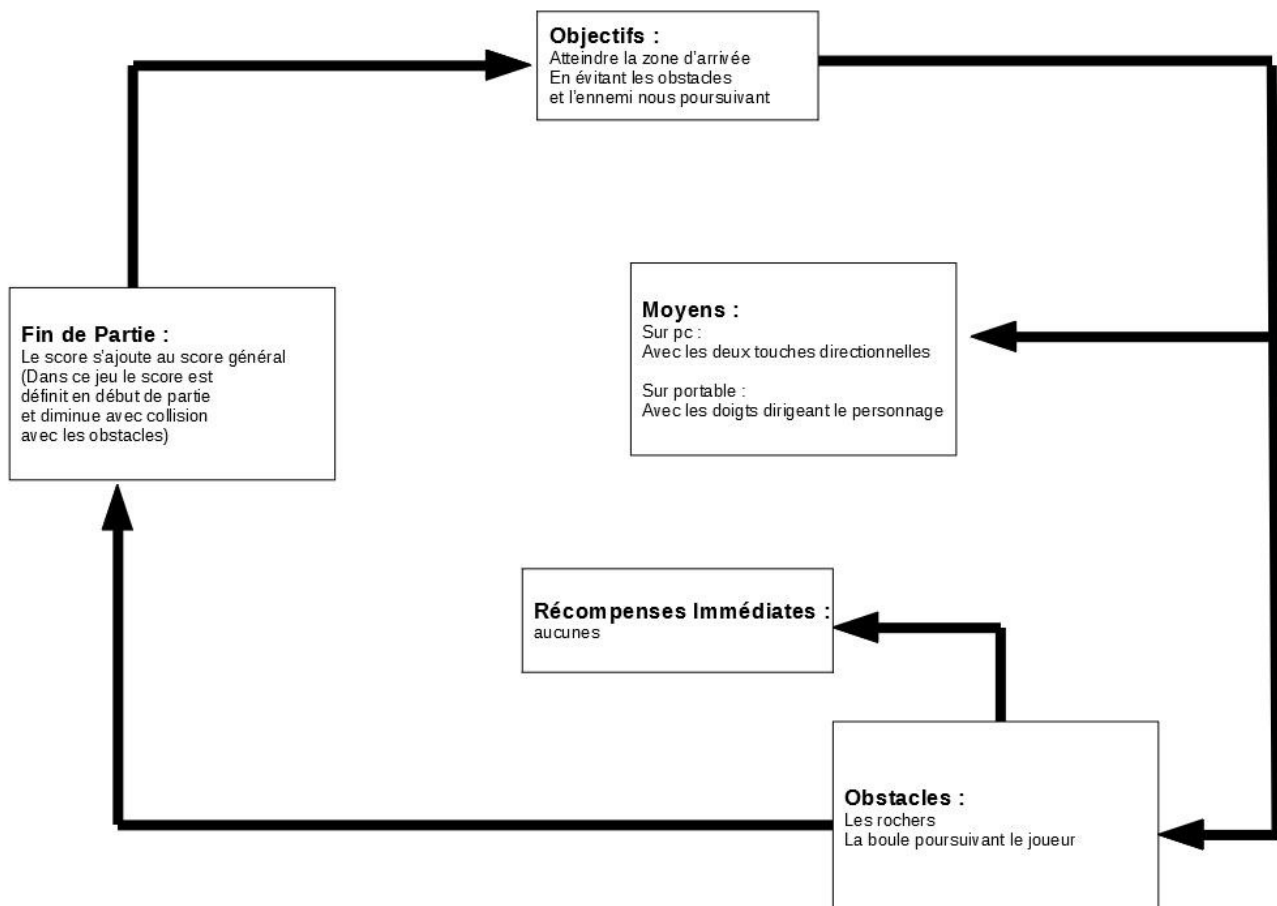 Objectifs :
Atteindre la zone d'arrivée
En évitant les obstacles
et l'ennemi nous poursuivant
Moyens :
Sur pc :
Avec les deux touches directionnelles
Sur portable :
Avec les doigts dirigeant le personnage
Fin de Partie :
Le score s'ajoute au score général
(Dans ce jeu le score est
définit en début de partie
et diminue avec collision
avec les obstacles)
Récompenses Immédiates :
aucunes
Obstacles :
Les rochers
La boule poursuivant le joueur